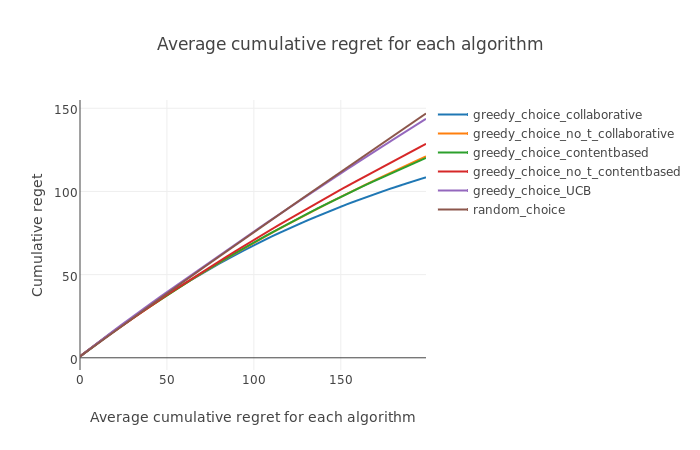 Average cumulative regret for each algorithm
150
100
50
0
Cumulative reget
0 50 100 150
Average cumulative regret for each algorithm
greedy_choice_collaborative
greedy_choice_no_t_collaborative
greedy_choice_contentbased
greedy_choice_no_t_contentbased
greedy_choice_UCB
random_choice